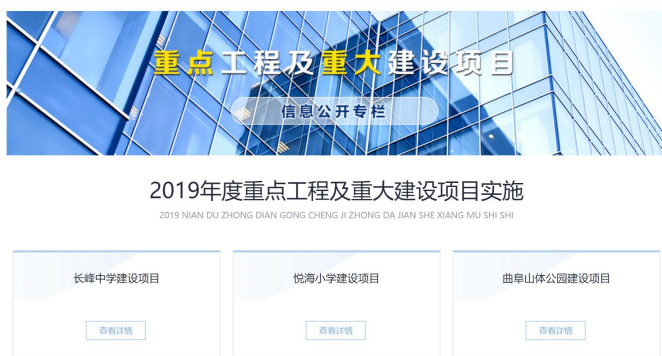 重点工程及重大建设项目
信息公开专栏
2019年度重点工程及重大建设项目实施
2019 NIAN DU ZHONG DIAN GONG CHENG JI ZHONG DA JIAN SHE XIANG MU SHI SHI
长峰中学建设项目
悦海小学建设项目
曲阜山体公园建设项目
查看详情
查看详情
查看详情